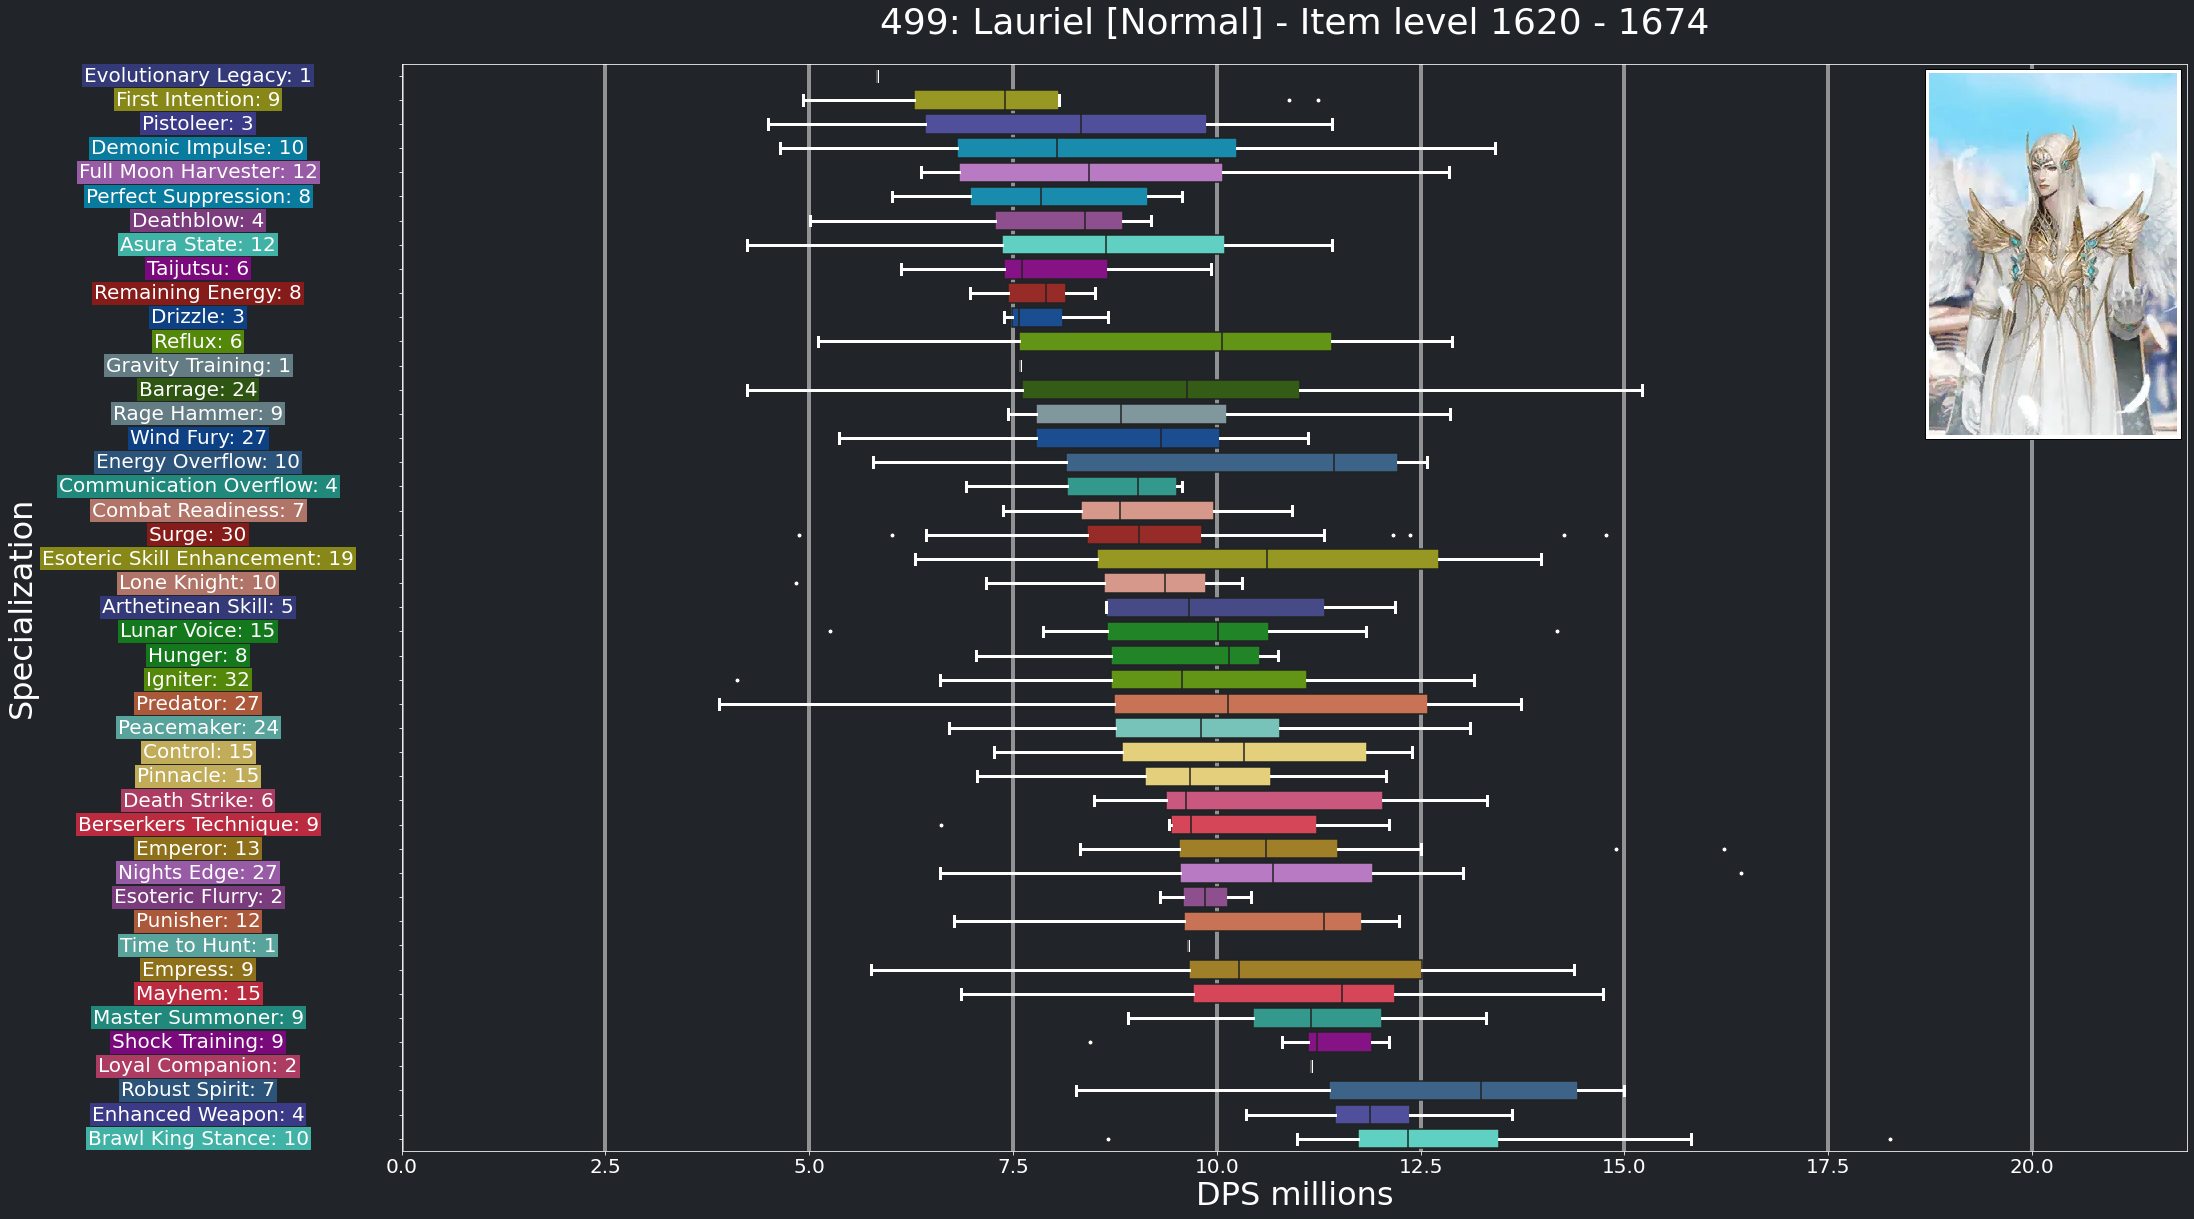 499: Lauriel [Normal] - Item level 1620 - 1674
Specialization
Evolutionary Legacy: 1
First Intention: 9
Pistoleer: 3
Demonic Impulse: 10
Full Moon Harvester: 12
Perfect Suppression: 8
Deathblow: 4
Asura State: 12
Taijutsu: 6
Remaining Energy: 8
Drizzle: 3
Reflux: 6
Gravity Training: 1
Barrage: 24
Rage Hammer: 9
Wind Fury: 27
Energy Overflow: 10
Communication Overflow: 4
Combat Readiness: 7
Surge: 30
Esoteric Skill Enhancement: 19
Lone Knight: 10
Arthetinean Skill: 5
Lunar Voice: 15
Hunger: 8
Igniter: 32
Predator: 27
Peacemaker: 24
Control: 15
Pinnacle: 15
Death Strike: 6
Berserkers Technique: 9
Emperor: 13
Nights Edge: 27
Esoteric Flurry: 2
Punisher: 12
Time to Hunt: 1
Empress: 9
Mayhem: 15
Master Summoner: 9
Shock Training: 9
Loyal Companion: 2
Robust Spirit: 7
Enhanced Weapon: 4
Brawl King Stance: 10
0.0 2.5 5.0 7.5 10.0 12.5 15.0 17.5 20.0
DPS millions